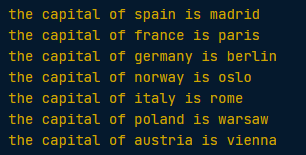 the capital of spain is madrid
the capital of france is paris
the capital of germany is berlin
the capital of norway is oslo
the capital of italy is rome
the capital of poland is warsaw
the capital of austria is vienna